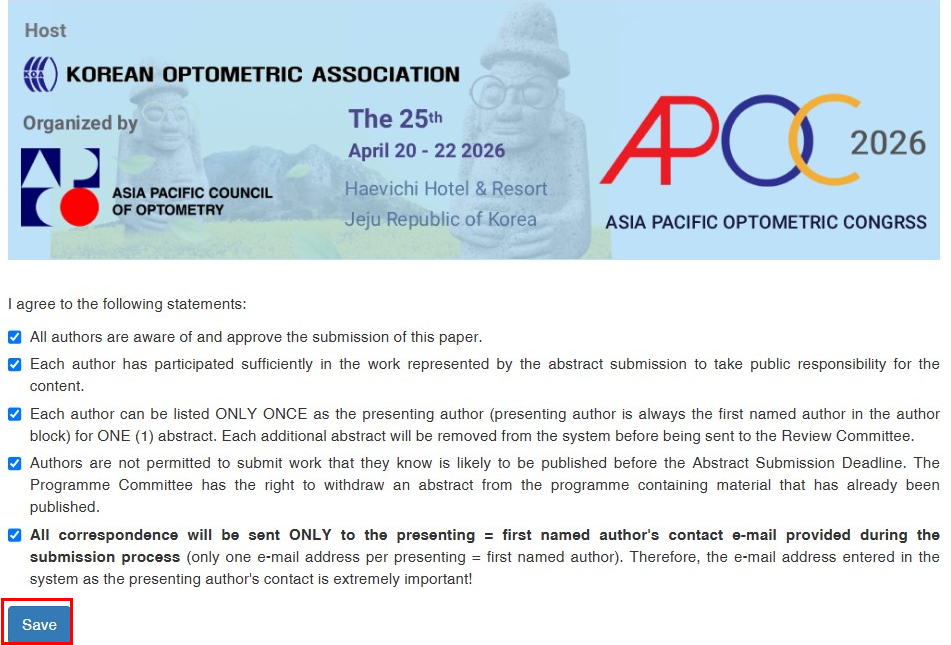 Host
KOA
KOREAN OPTOMETRIC ASSOCIATION
Organized by
ASIA PACIFIC COUNCIL
OF OPTOMETRY
The 25th
April 20 - 22 2026
Haevichi Hotel & Resort
Jeju Republic of Korea
APOC 2026
ASIA PACIFIC OPTOMETRIC CONGRSS
I agree to the following statements:
All authors are aware of and approve the submission of this paper.
Each author has participated sufficiently in the work represented by the abstract submission to take public responsibility for the
content.
Each author can be listed ONLY ONCE as the presenting author (presenting author is always the first named author in the author
block) for ONE (1) abstract. Each additional abstract will be removed from the system before being sent to the Review Committee.
Authors are not permitted to submit work that they know is likely to be published before the Abstract Submission Deadline. The
Programme Committee has the right to withdraw an abstract from the programme containing material that has already been
published.
All correspondence will be sent ONLY to the presenting = first named author's contact e-mail provided during the
submission process (only one e-mail address per presenting = first named author). Therefore, the e-mail address entered in the
system as the presenting author's contact is extremely important!
Save